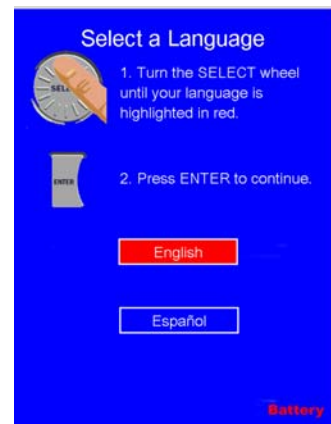 Select a Language
1. Turn the SELECT wheel
until your language is
highlighted in red.
2. Press ENTER to continue.
ENTER
English
Español
Battery